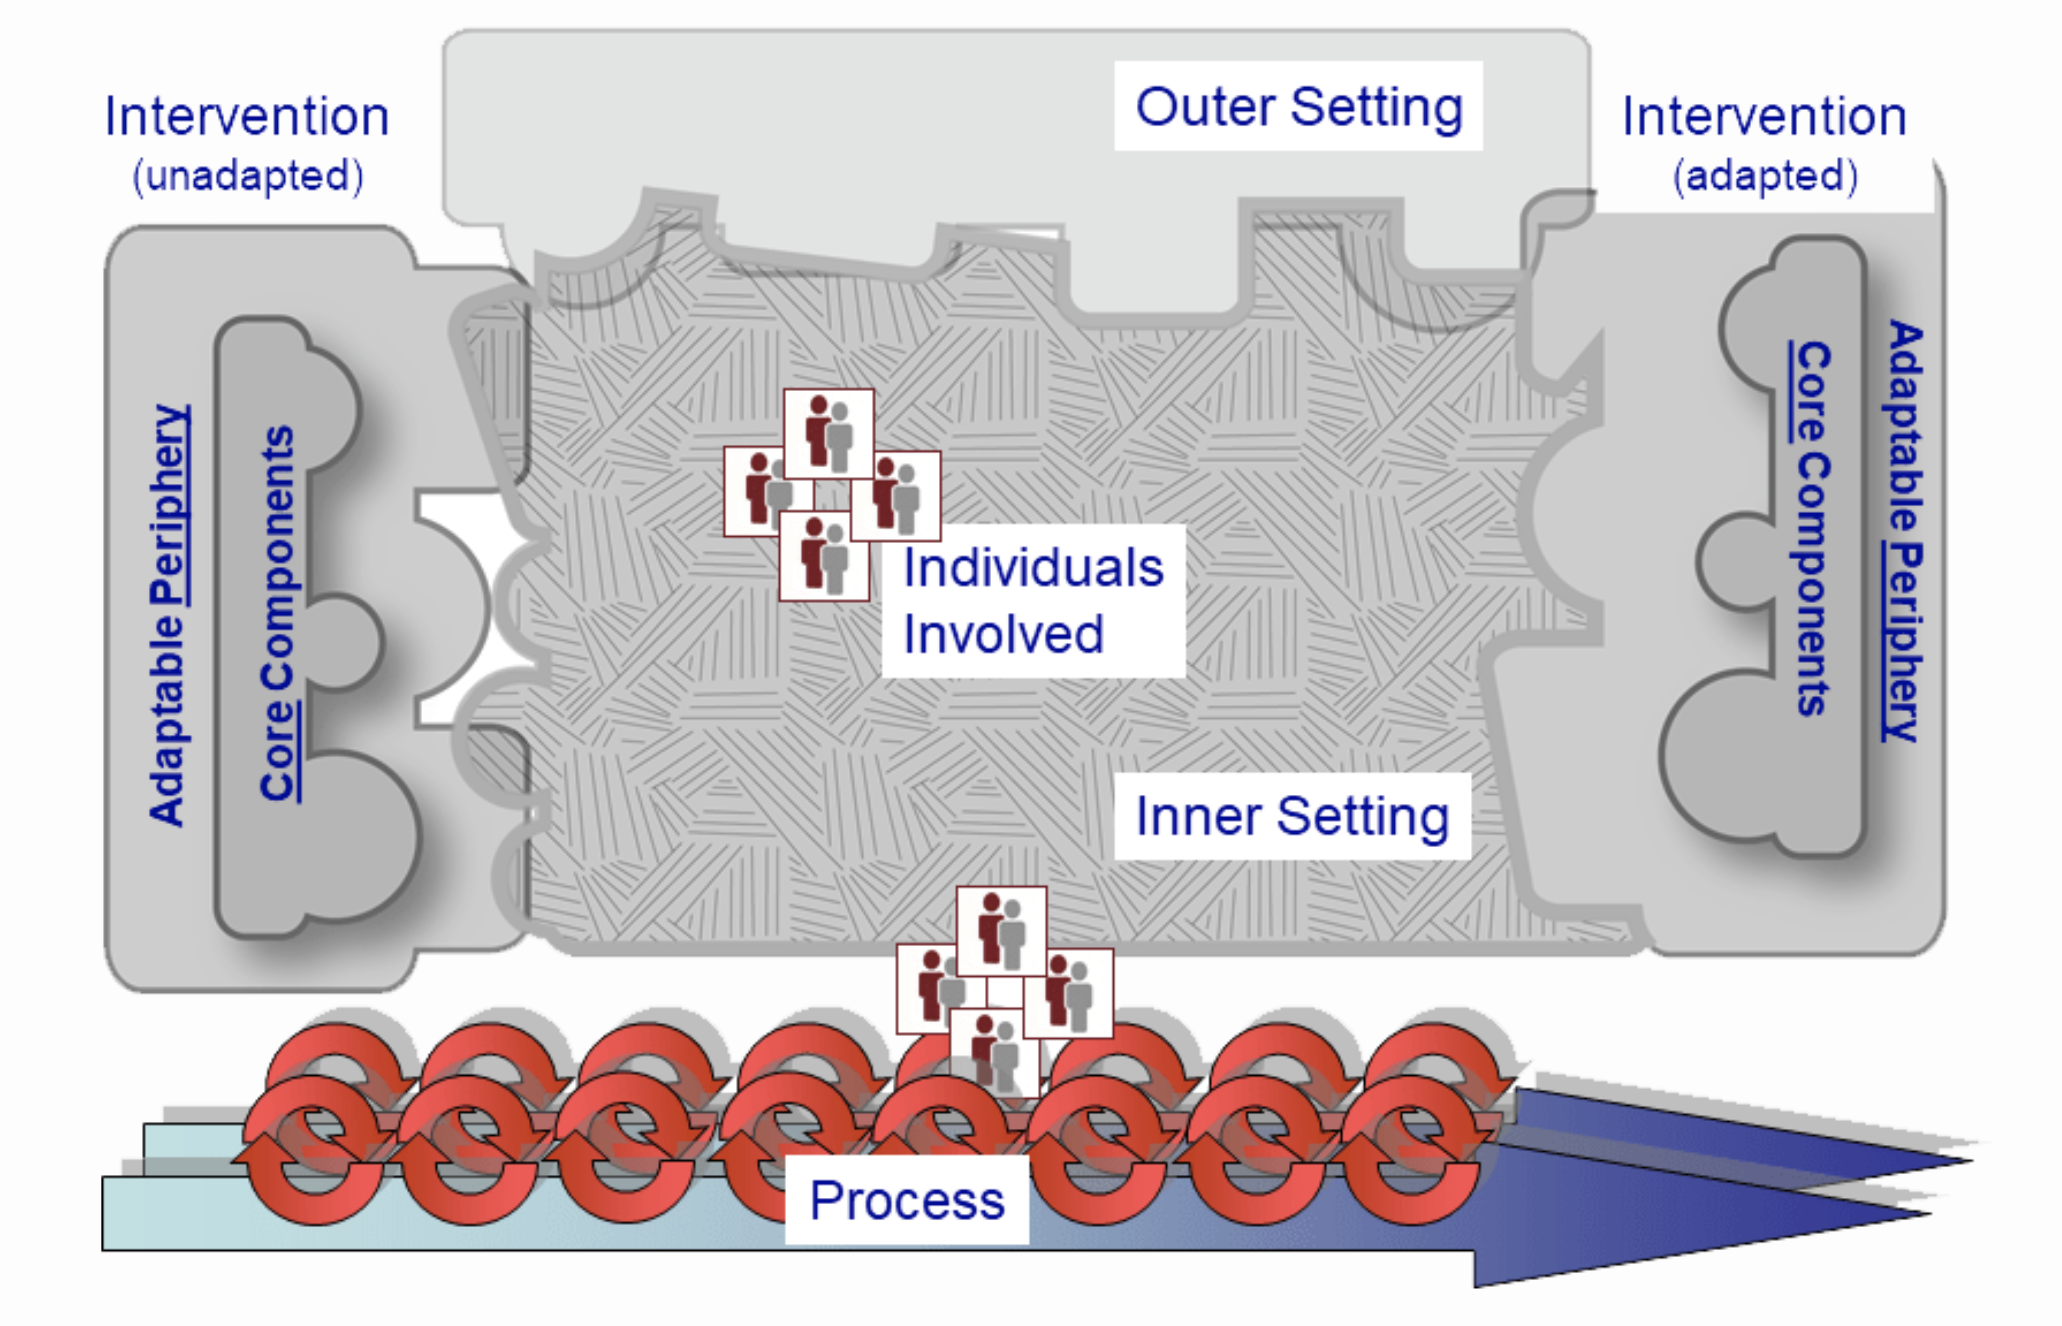 Outer Setting
Intervention
(unadapted)
Intervention
(adapted)
Adaptable Periphery
Core Components
Individuals
Involved
Core Components
Adaptable Periphery
Inner Setting
Process